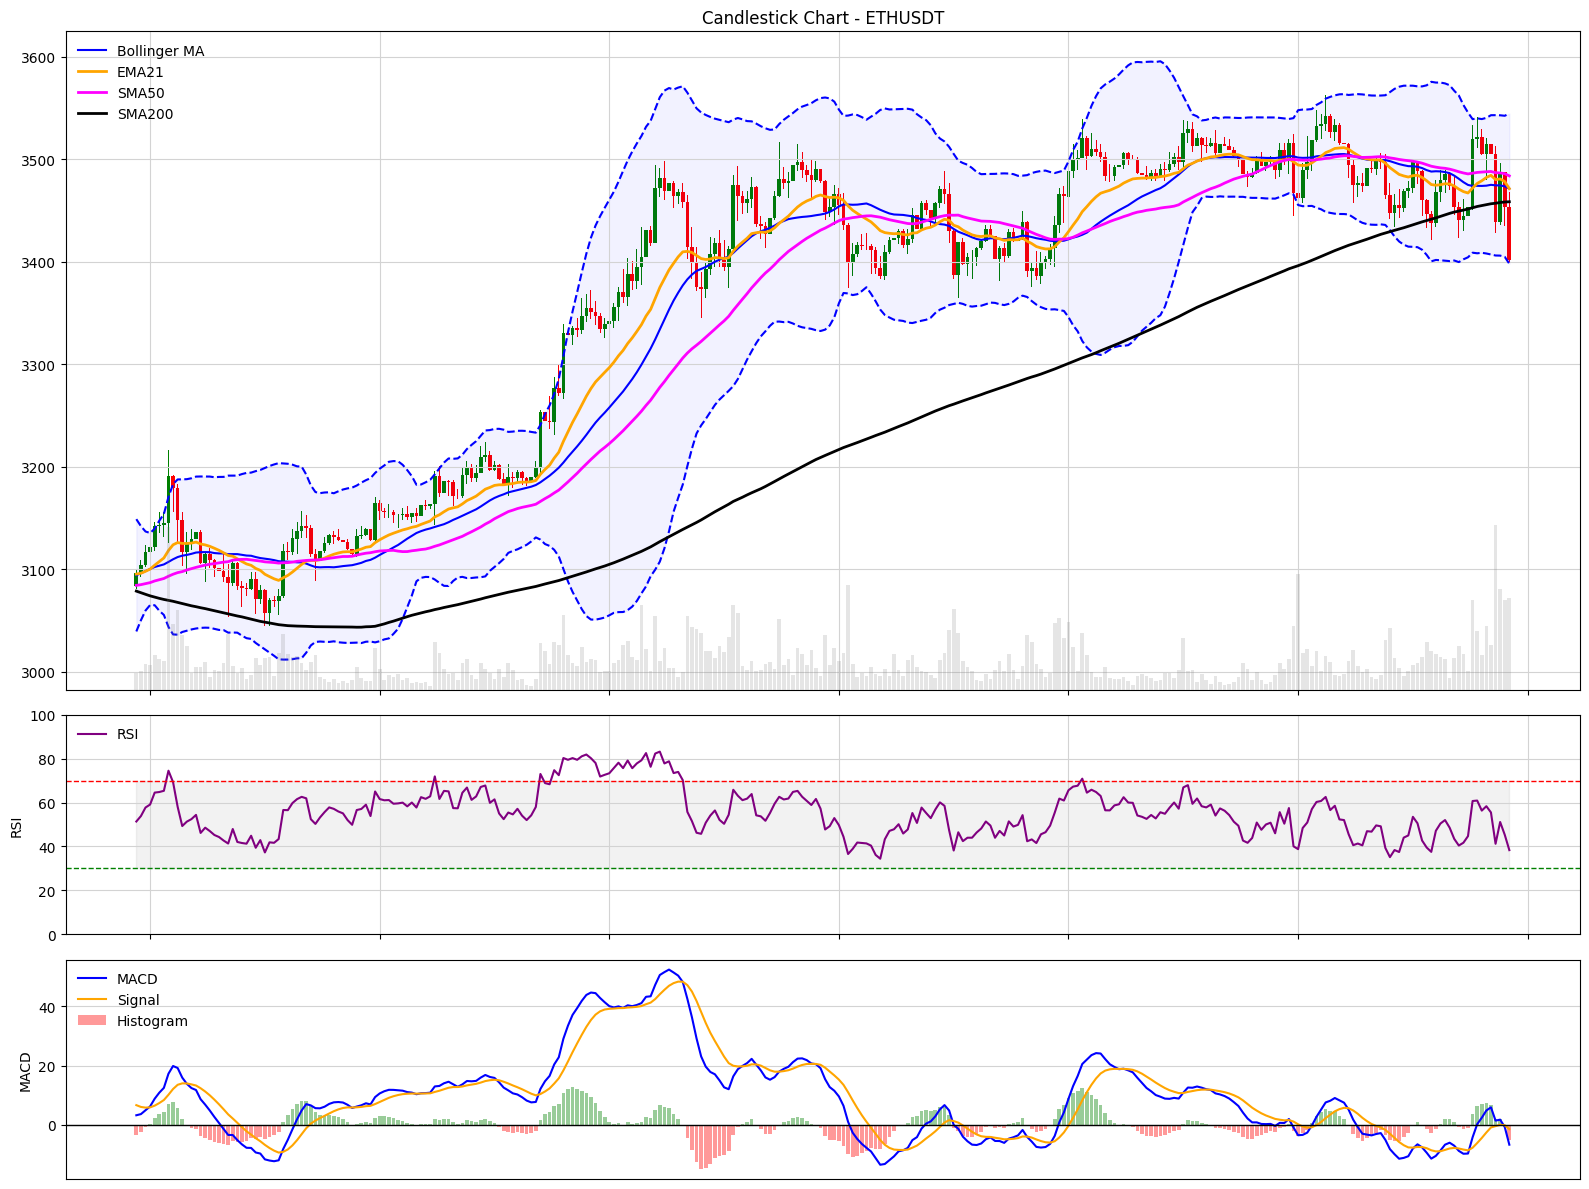 Candlestick Chart - ETHUSDT
Bollinger MA
EMA21
SMA50
SMA200
3600
3500
3400
3300
3200
3100
3000
RSI
RSI
100
80
60
40
20
0
MACD
Signal
Histogram
MACD
40
20
0